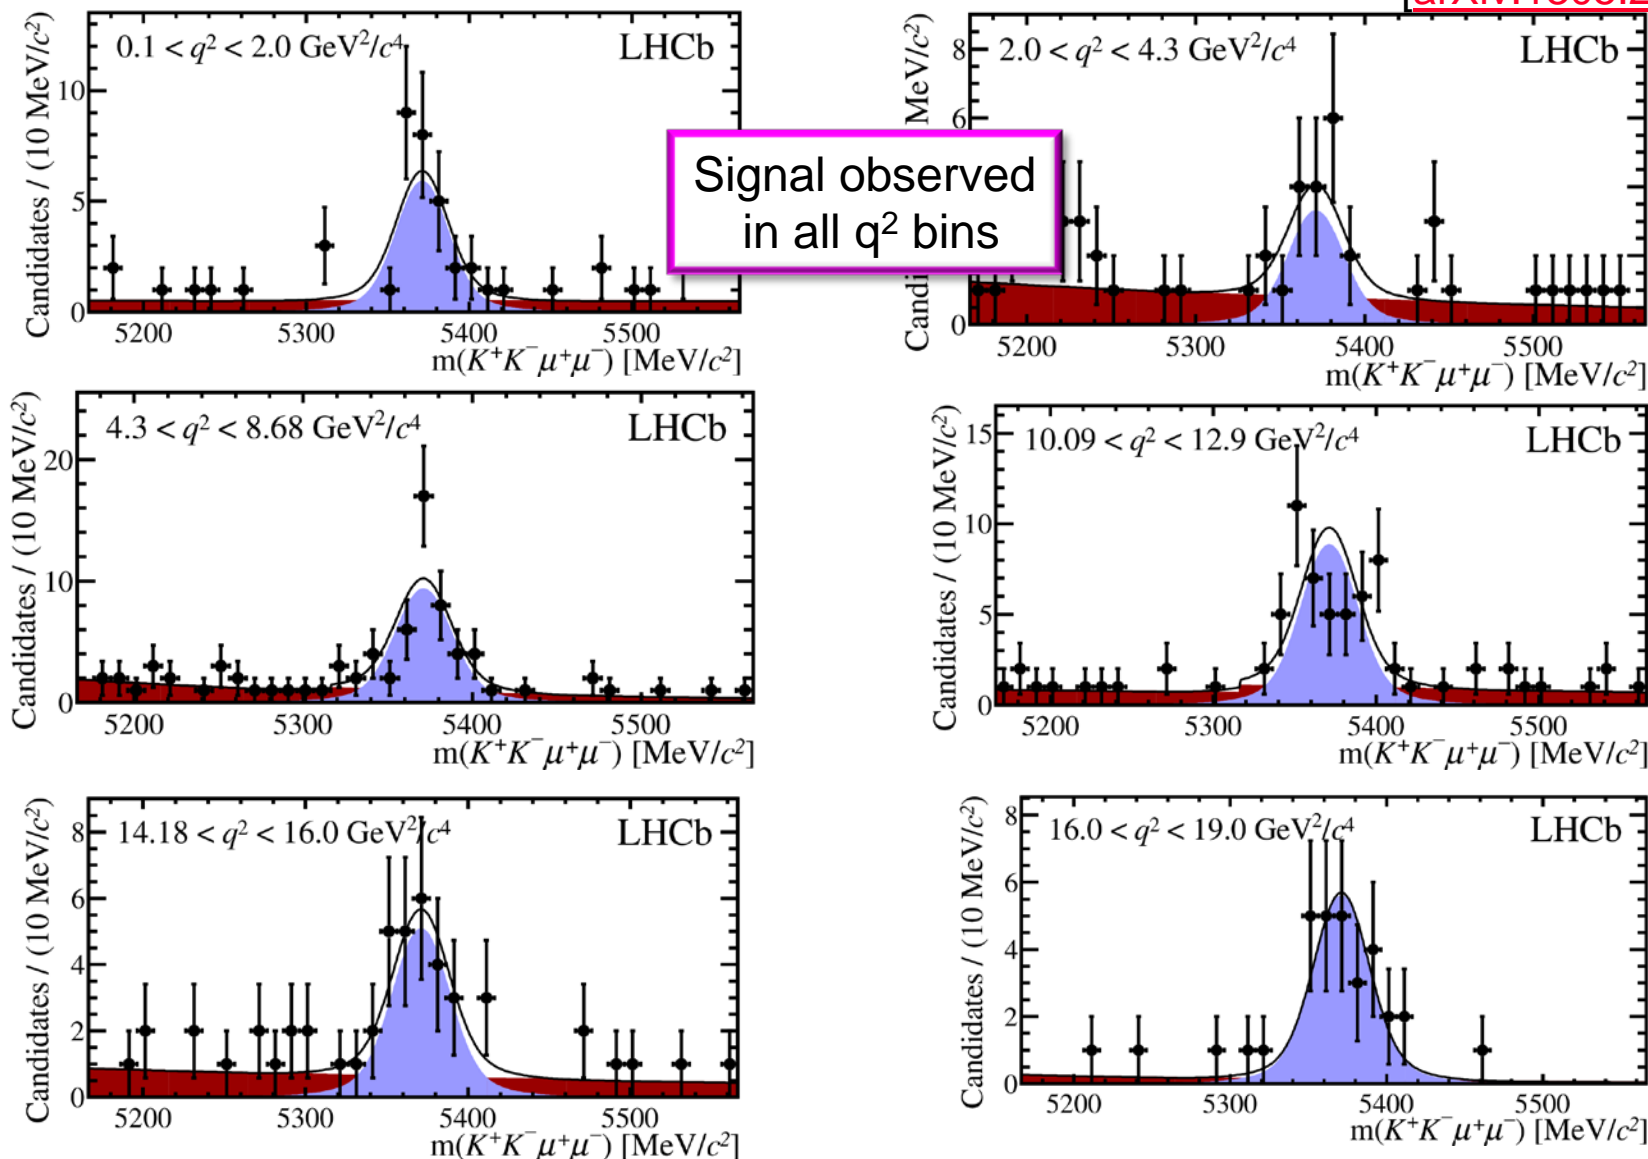 0.1 < q² < 2.0 GeV²/c⁴
LHCb
Candidates / (10 MeV/c²)
10
5
0
5200
5300
5400
5500
m(K⁺K⁻μ⁺μ⁻) [MeV/c²]
2.0 < q² < 4.3 GeV²/c⁴
LHCb
MeV/c²)
8
6
0
5200
5300
5400
5500
m(K⁺K⁻μ⁺μ⁻) [MeV/c²]
Signal observed
in all q² bins
4.3 < q² < 8.68 GeV²/c⁴
LHCb
Candidates / (10 MeV/c²)
20
10
0
5200
5300
5400
5500
m(K⁺K⁻μ⁺μ⁻) [MeV/c²]
10.09 < q² < 12.9 GeV²/c⁴
LHCb
Candidates / (10 MeV/c²)
15
10
5
0
5200
5300
5400
5500
m(K⁺K⁻μ⁺μ⁻) [MeV/c²]
14.18 < q² < 16.0 GeV²/c⁴
LHCb
Candidates / (10 MeV/c²)
8
6
4
2
0
5200
5300
5400
5500
m(K⁺K⁻μ⁺μ⁻) [MeV/c²]
16.0 < q² < 19.0 GeV²/c⁴
LHCb
Candidates / (10 MeV/c²)
8
6
4
2
0
5200
5300
5400
5500
m(K⁺K⁻μ⁺μ⁻) [MeV/c²]